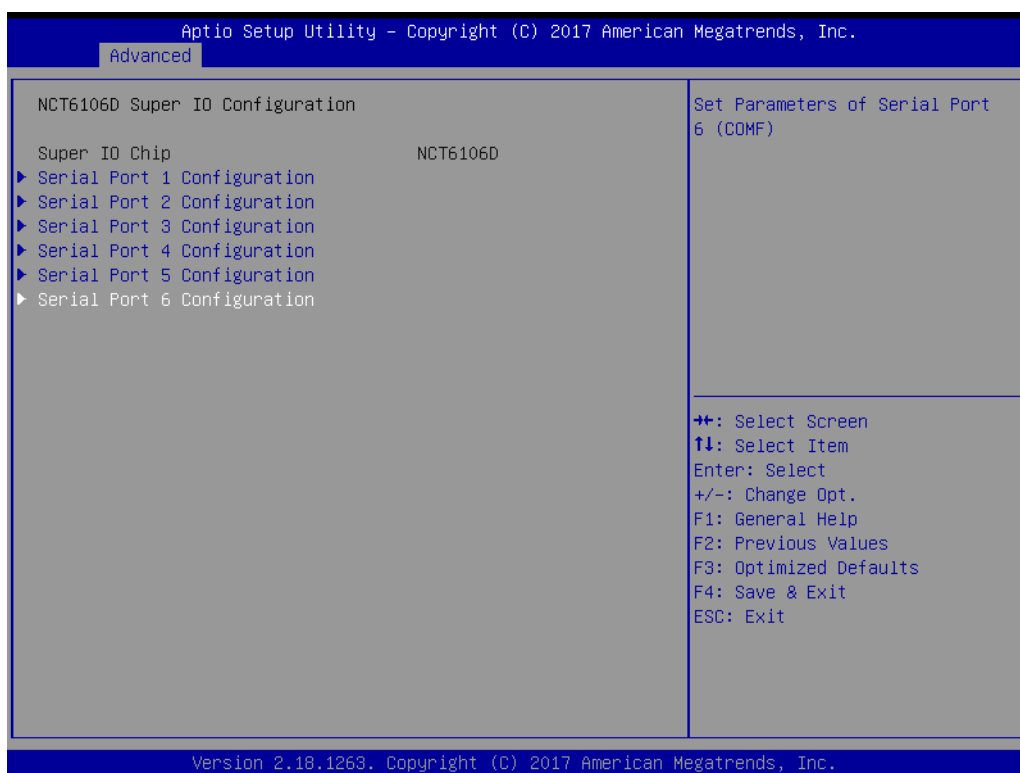 Aptio Setup Utility – Copyright (C) 2017 American Megatrends, Inc.
Advanced
NCT6106D Super IO Configuration
Super IO Chip NCT6106D
Serial Port 1 Configuration
Serial Port 2 Configuration
Serial Port 3 Configuration
Serial Port 4 Configuration
Serial Port 5 Configuration
Serial Port 6 Configuration
Set Parameters of Serial Port
6 (COMF)
→←: Select Screen
↑↓: Select Item
Enter: Select
+/-: Change Opt.
F1: General Help
F2: Previous Values
F3: Optimized Defaults
F4: Save & Exit
ESC: Exit
Version 2.18.1263. Copyright (C) 2017 American Megatrends, Inc.